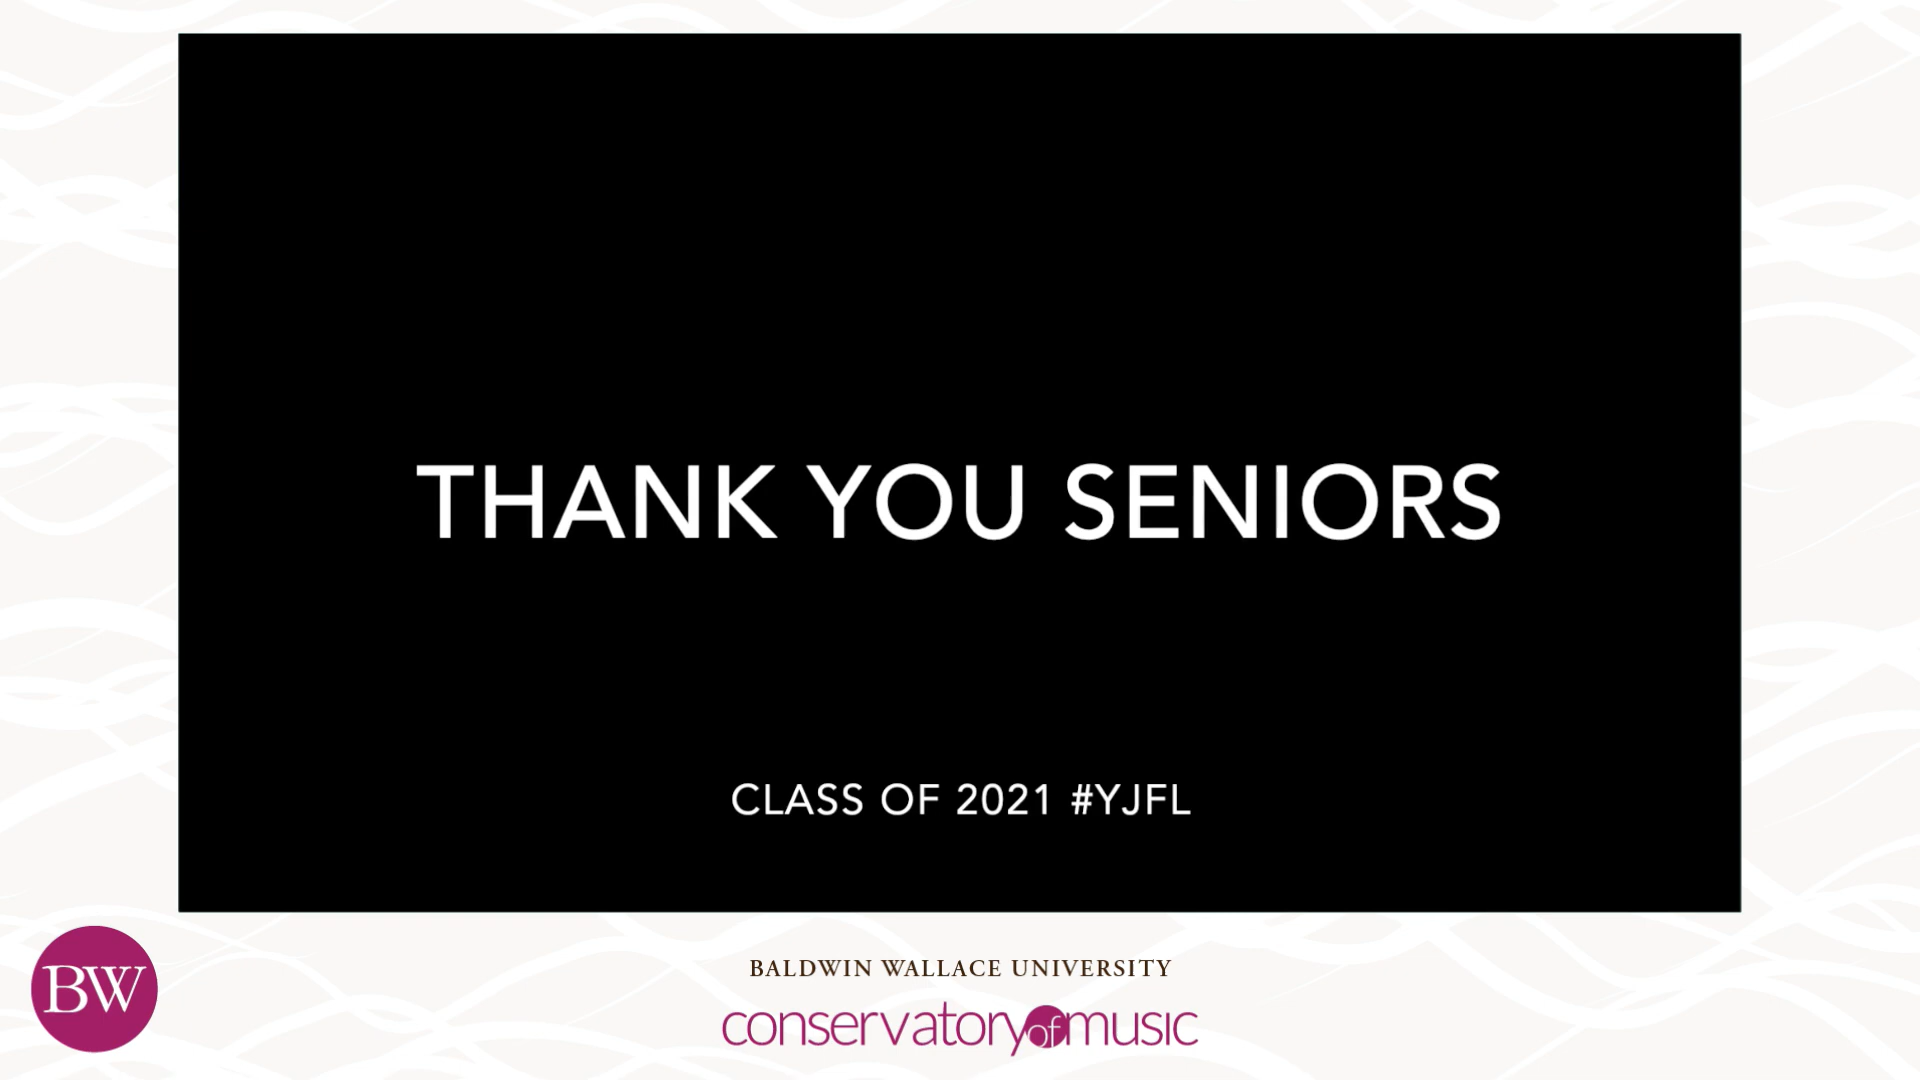 THANK YOU SENIORS
CLASS OF 2021 #YJFL
BW
BALDWIN WALLACE UNIVERSITY
conservatory of music